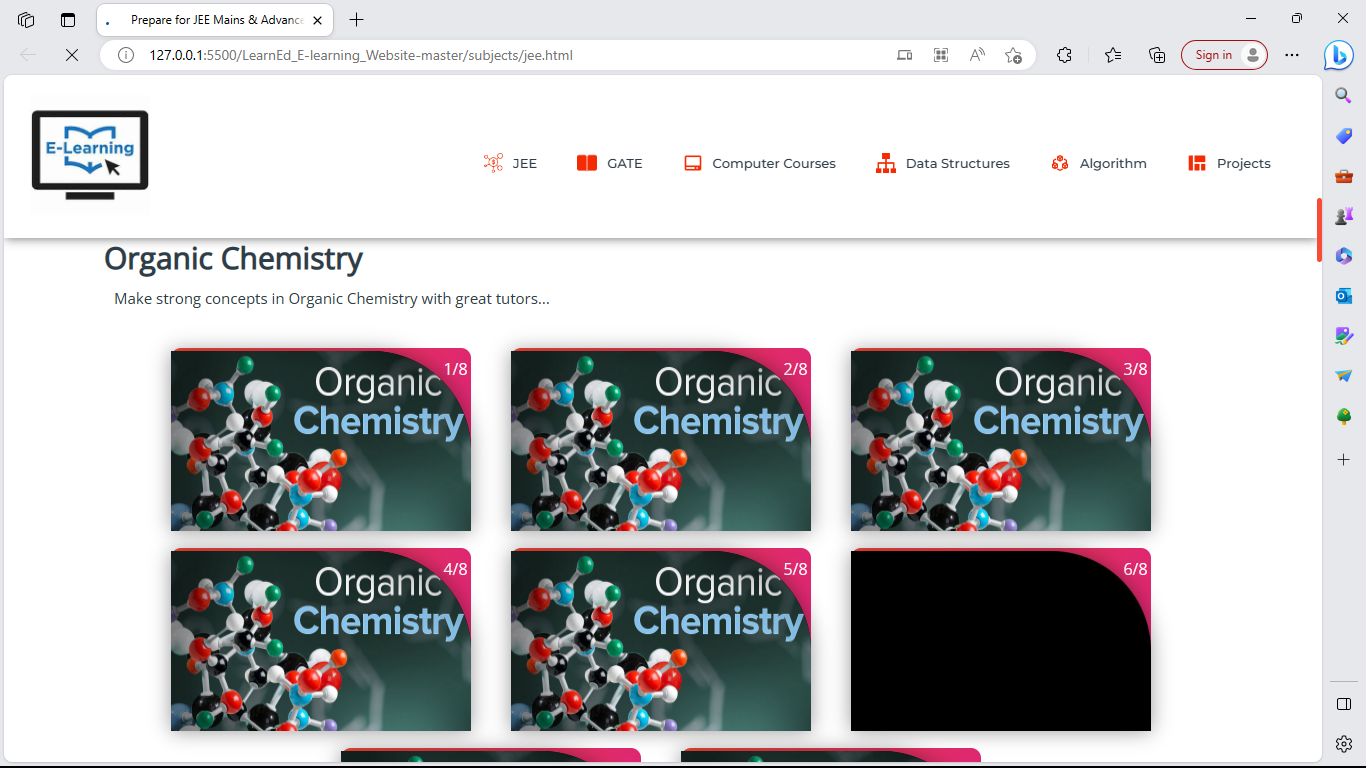 Prepare for JEE Mains & Advance
127.0.0.1:5500/LearnEd_E-learning_Website-master/subjects/jee.html
Sign in
E-Learning
JEE
GATE
Computer Courses
Data Structures
Algorithm
Projects
Organic Chemistry
Make strong concepts in Organic Chemistry with great tutors...
1/8
Organic
Chemistry
2/8
Organic
Chemistry
3/8
Organic
Chemistry
4/8
Organic
Chemistry
5/8
Organic
Chemistry
6/8